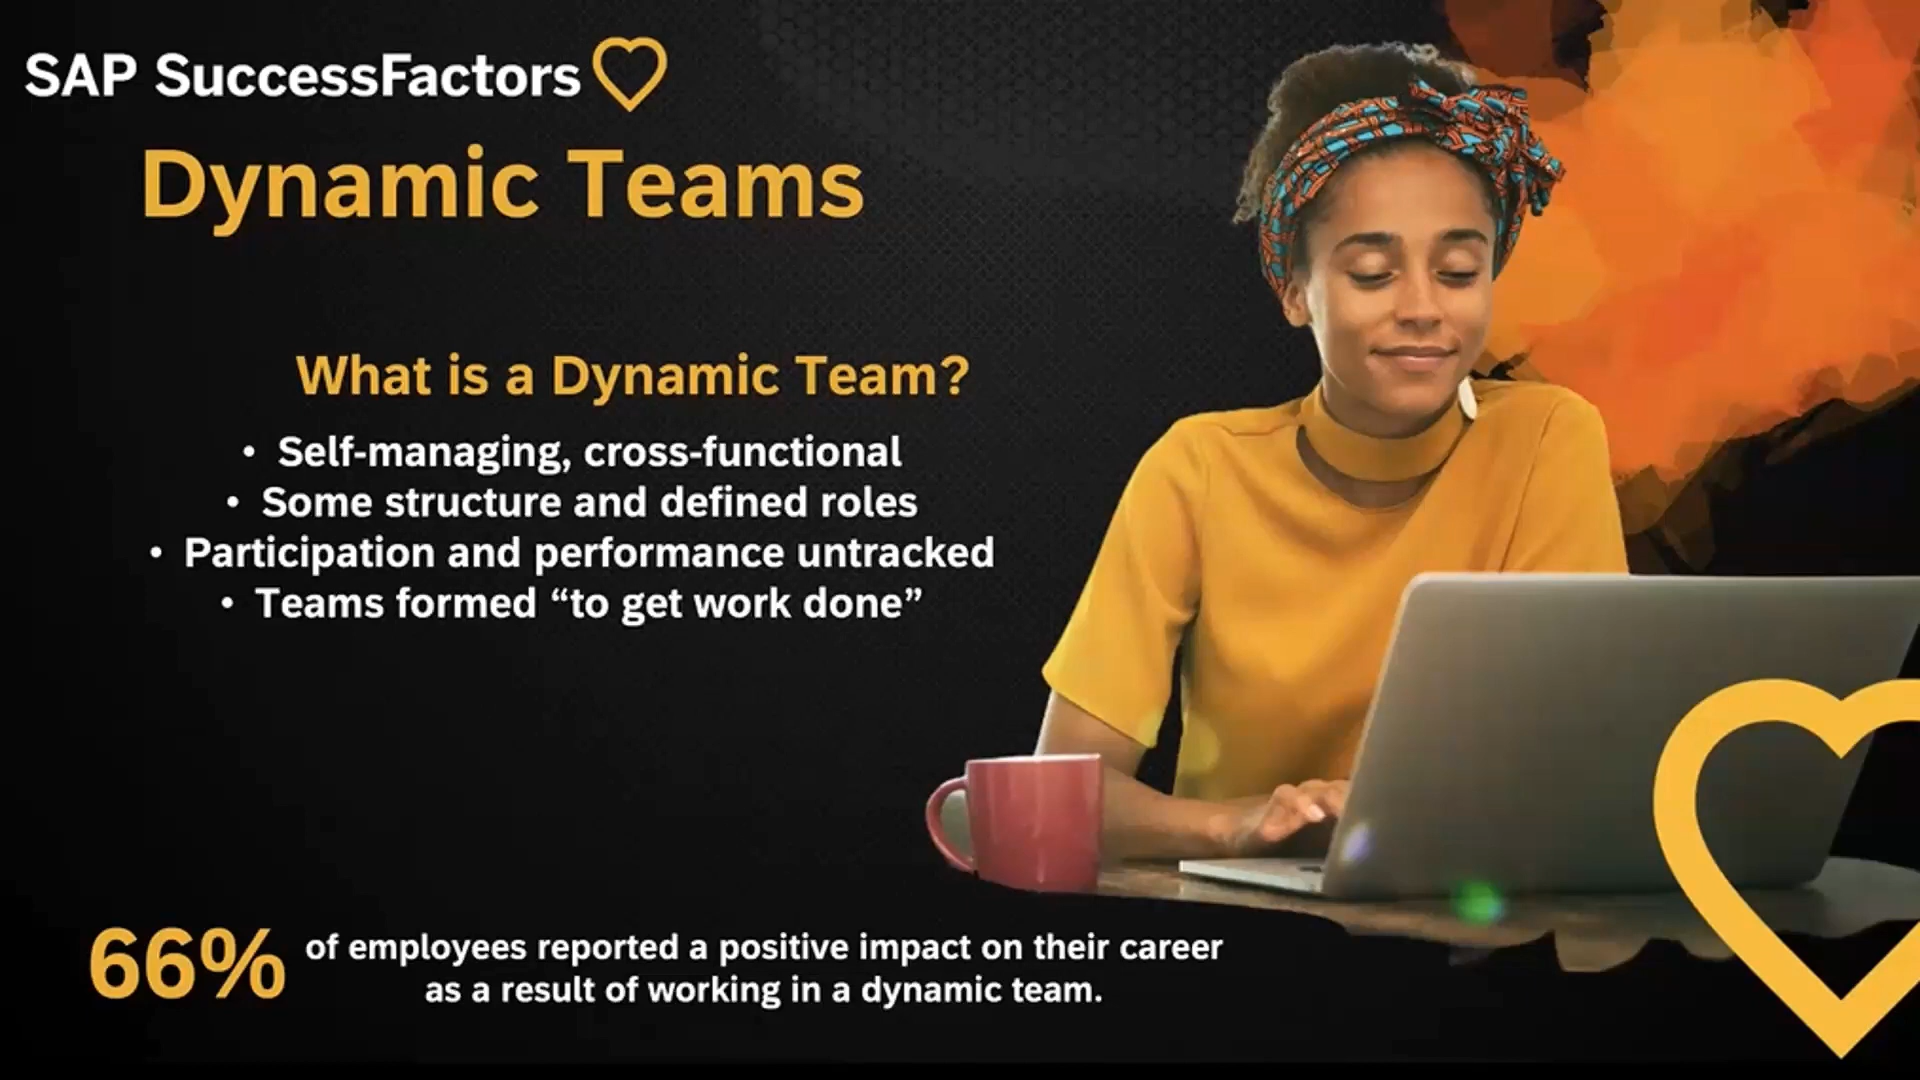 SAP SuccessFactors
Dynamic Teams
What is a Dynamic Team?
• Self-managing, cross-functional
• Some structure and defined roles
• Participation and performance untracked
• Teams formed “to get work done”
66% of employees reported a positive impact on their career
as a result of working in a dynamic team.